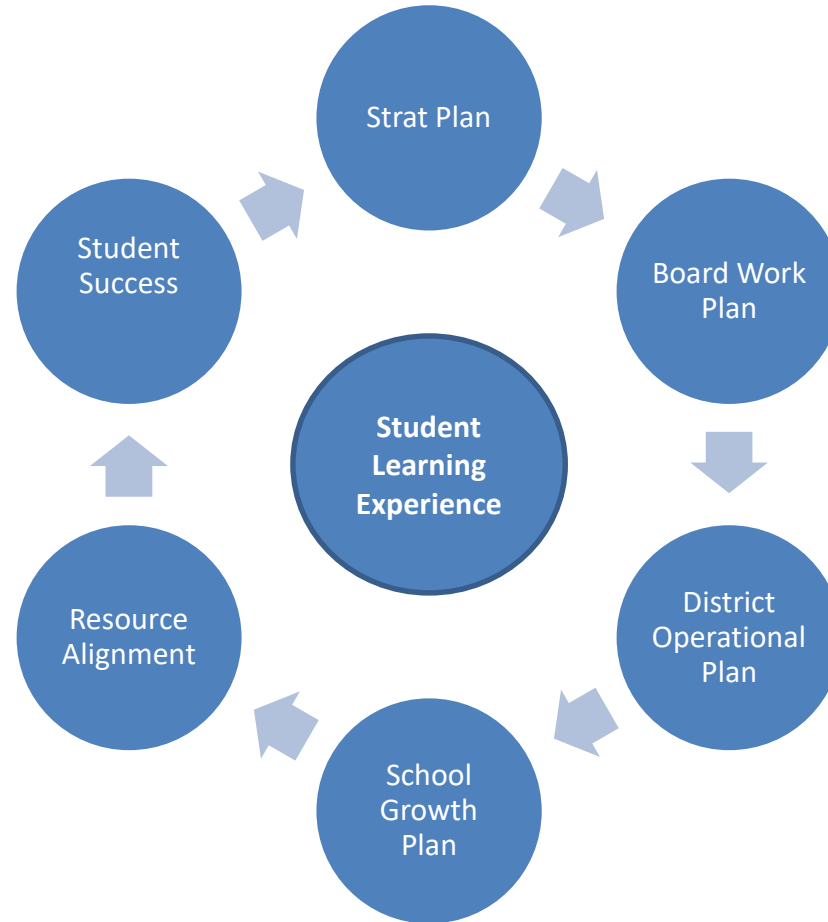 Strat Plan
Board Work
Plan
District
Operational
Plan
School
Growth
Plan
Resource
Alignment
Student
Success
Student
Learning
Experience